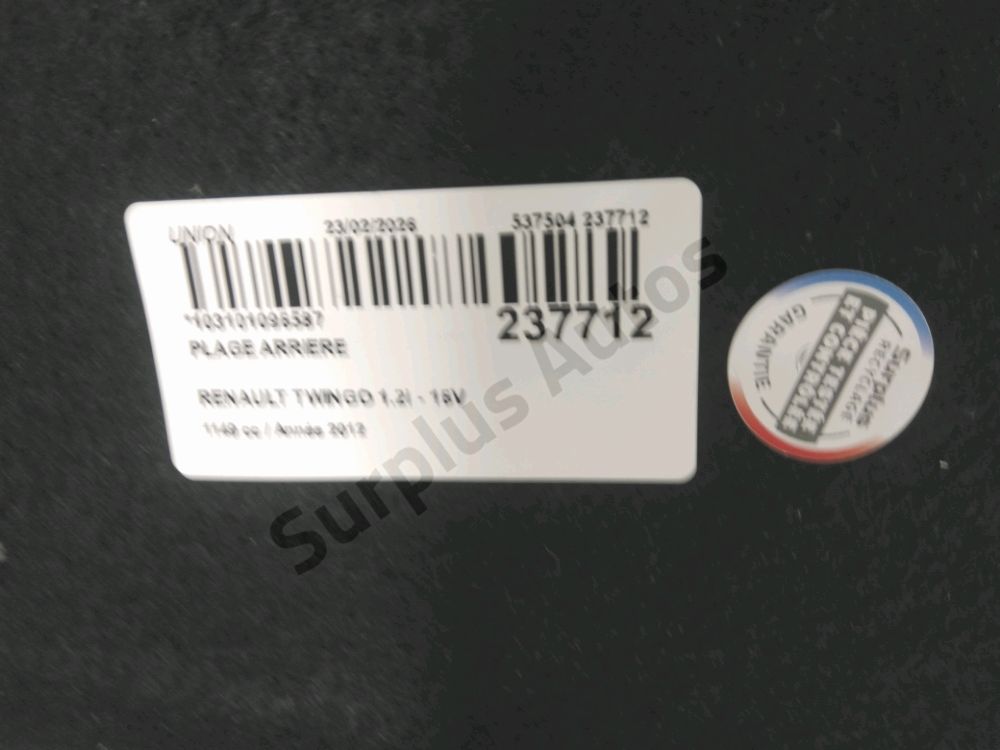 UNION 23/02/2026 537504 237712
*103101096597
237712
PLAGE ARRIERE
RENAULT TWINGO 1.2I - 16V
1149 cc / Année 2012
Surplus
RECYCLAGE
PIECE TESTEE
ET CONTROLEE
GARANTIE
Surplus Autos